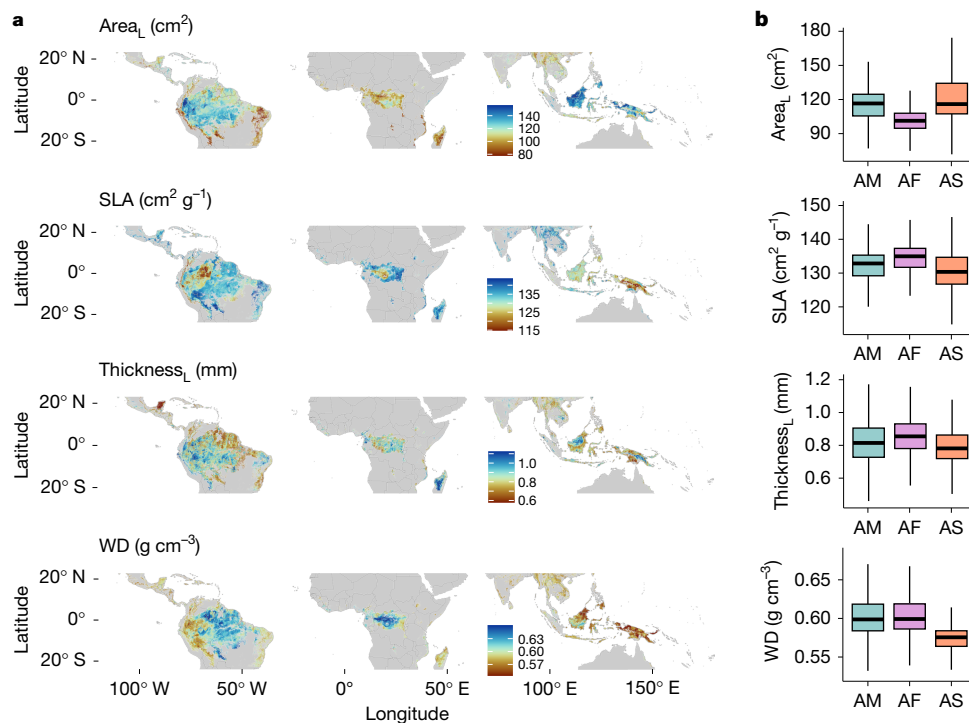 a
Area_L (cm²)
20° N
0°
20° S
Latitude
140
120
100
80
SLA (cm² g⁻¹)
20° N
0°
20° S
Latitude
135
125
115
Thickness_L (mm)
20° N
0°
20° S
Latitude
1.0
0.8
0.6
WD (g cm⁻³)
20° N
0°
20° S
Latitude
0.63
0.60
0.57
100° W 50° W 0° 50° E 100° E 150° E
Longitude
b
Area_L (cm²)
180
150
120
90
AM AF AS
SLA (cm² g⁻¹)
150
140
130
120
AM AF AS
Thickness_L (mm)
1.2
1.0
0.8
0.6
AM AF AS
WD (g cm⁻³)
0.65
0.60
0.55
AM AF AS